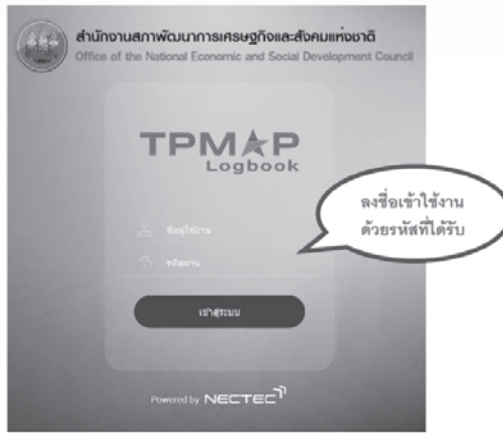 สำนักงานสภาพัฒนาการเศรษฐกิจและสังคมแห่งชาติ
Office of the National Economic and Social Development Council
TPMAP
Logbook
ชื่อผู้ใช้งาน
รหัสผ่าน
เข้าสู่ระบบ
ลงชื่อเข้าใช้งาน
ด้วยรหัสที่ได้รับ
Powered by NECTEC